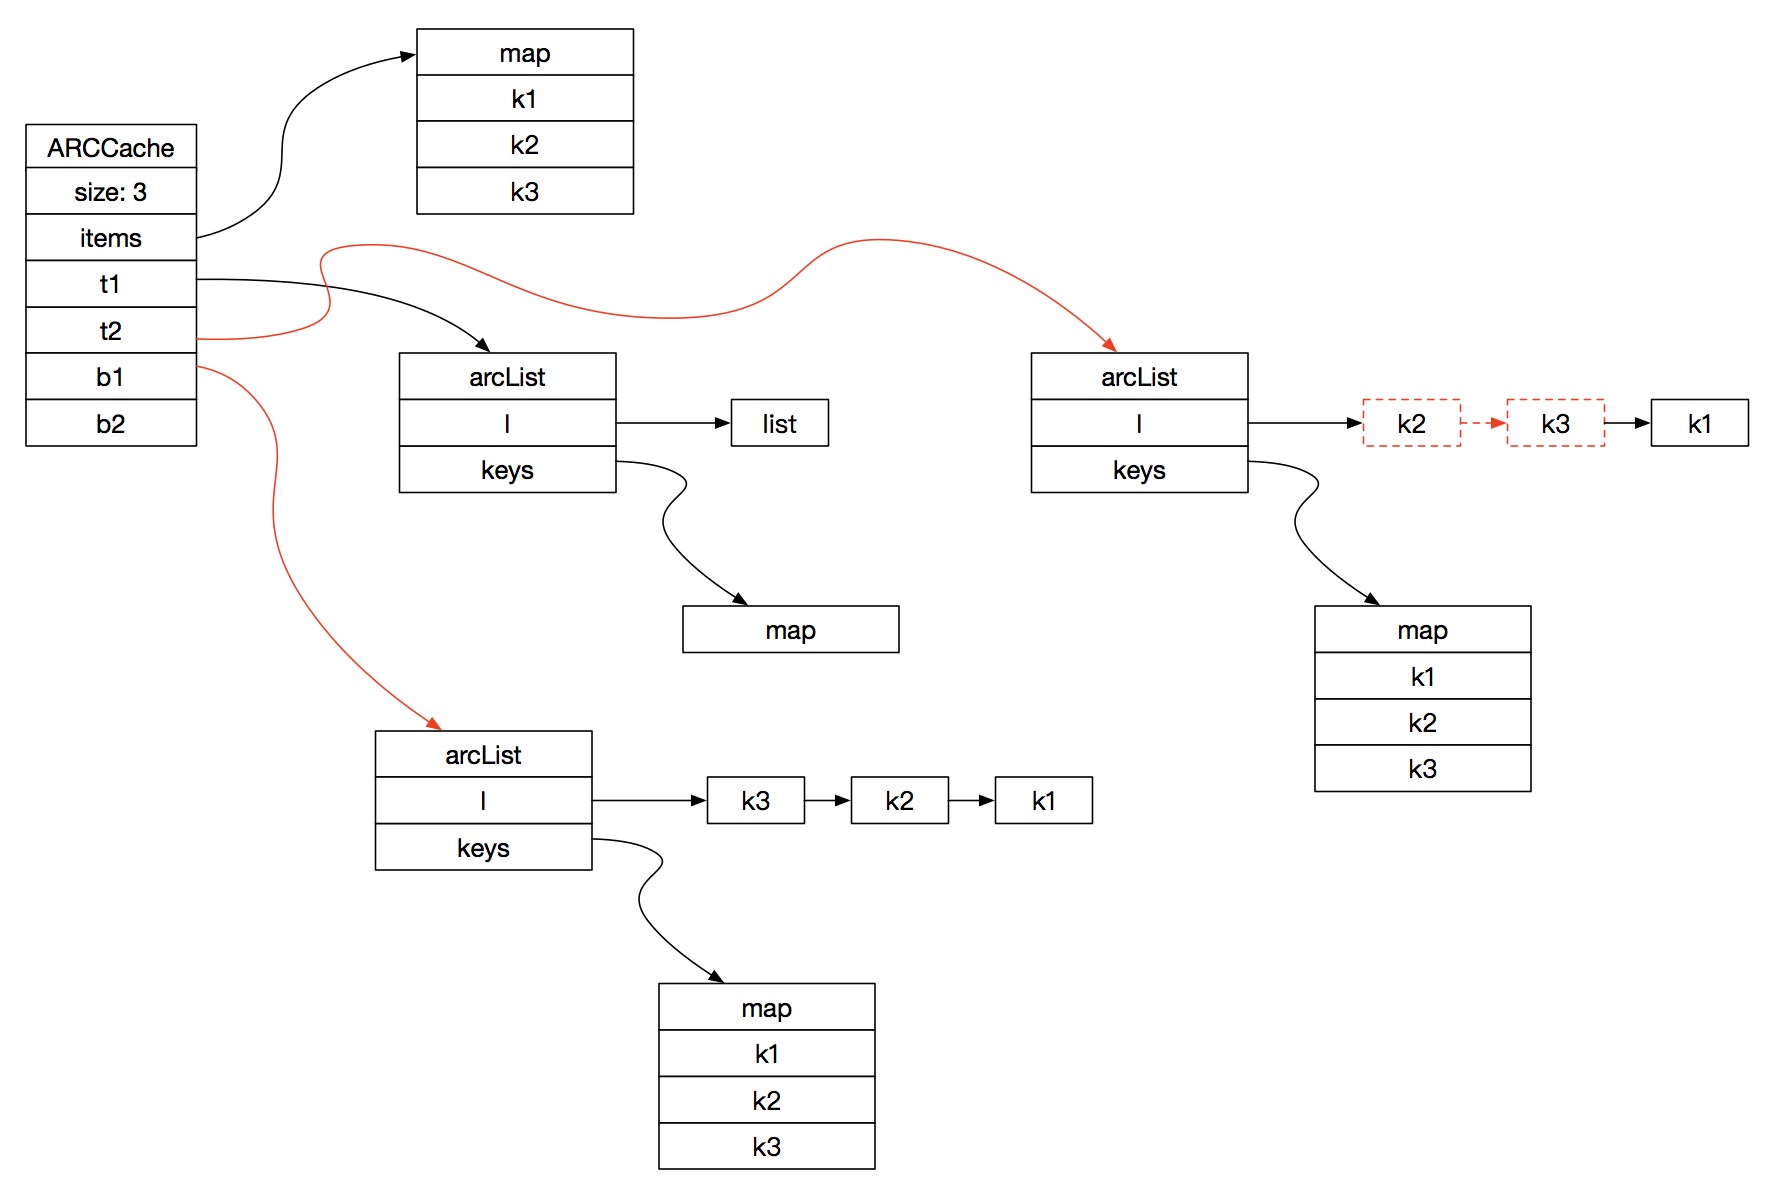 map
k1
k2
k3
ARCCache
size: 3
items
t1
t2
b1
b2
arcList
l
keys
list
map
arcList
l
keys
k2
k3
k1
map
k1
k2
k3
arcList
l
keys
k3
k2
k1
map
k1
k2
k3